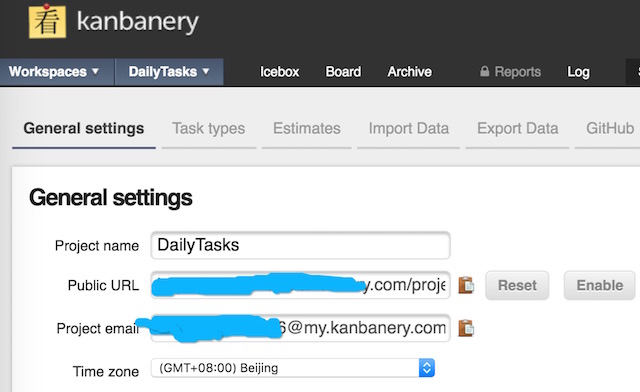 看 kanbanery
Workspaces ▾ DailyTasks ▾ Icebox Board Archive Reports Log
General settings Task types Estimates Import Data Export Data GitHub
General settings
Project name DailyTasks
Public URL y.com/proje Reset Enable
Project email 6@my.kanbanery.com
Time zone (GMT+08:00) Beijing